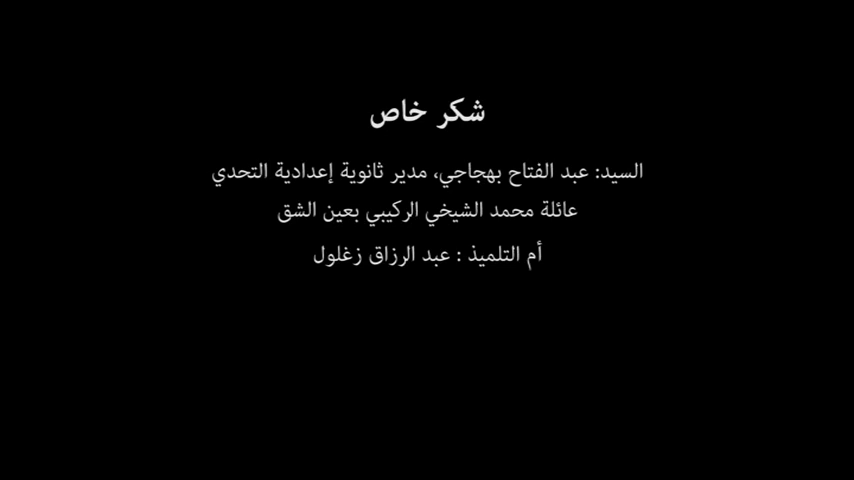 شكر خاص
السيد: عبد الفتاح بهجاجي، مدير ثانوية إعدادية التحدي
عائلة محمد الشيخي الركيبي بعين الشق
أم التلميذ : عبد الرزاق زغلول